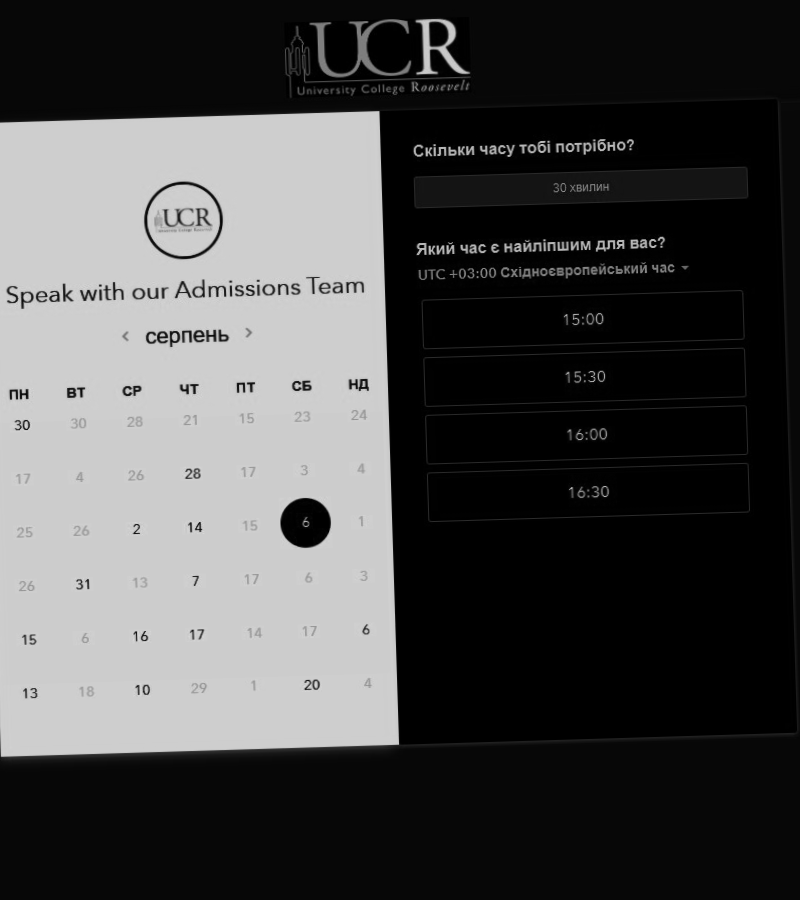 UCR
University College Roosevelt
UCR
University College Roosevelt
Speak with our Admissions Team
серпень
ПН ВТ СР ЧТ ПТ СБ НД
30 30 28 21 15 23 24
17 4 26 28 17 3 4
25 26 2 14 15 6 1
26 31 13 7 17 6 3
15 6 16 17 14 17 6
13 18 10 29 1 20 4
Скільки часу тобі потрібно?
30 хвилин
Який час є найліпшим для вас?
UTC +03:00 Східноєвропейський час
15:00
15:30
16:00
16:30